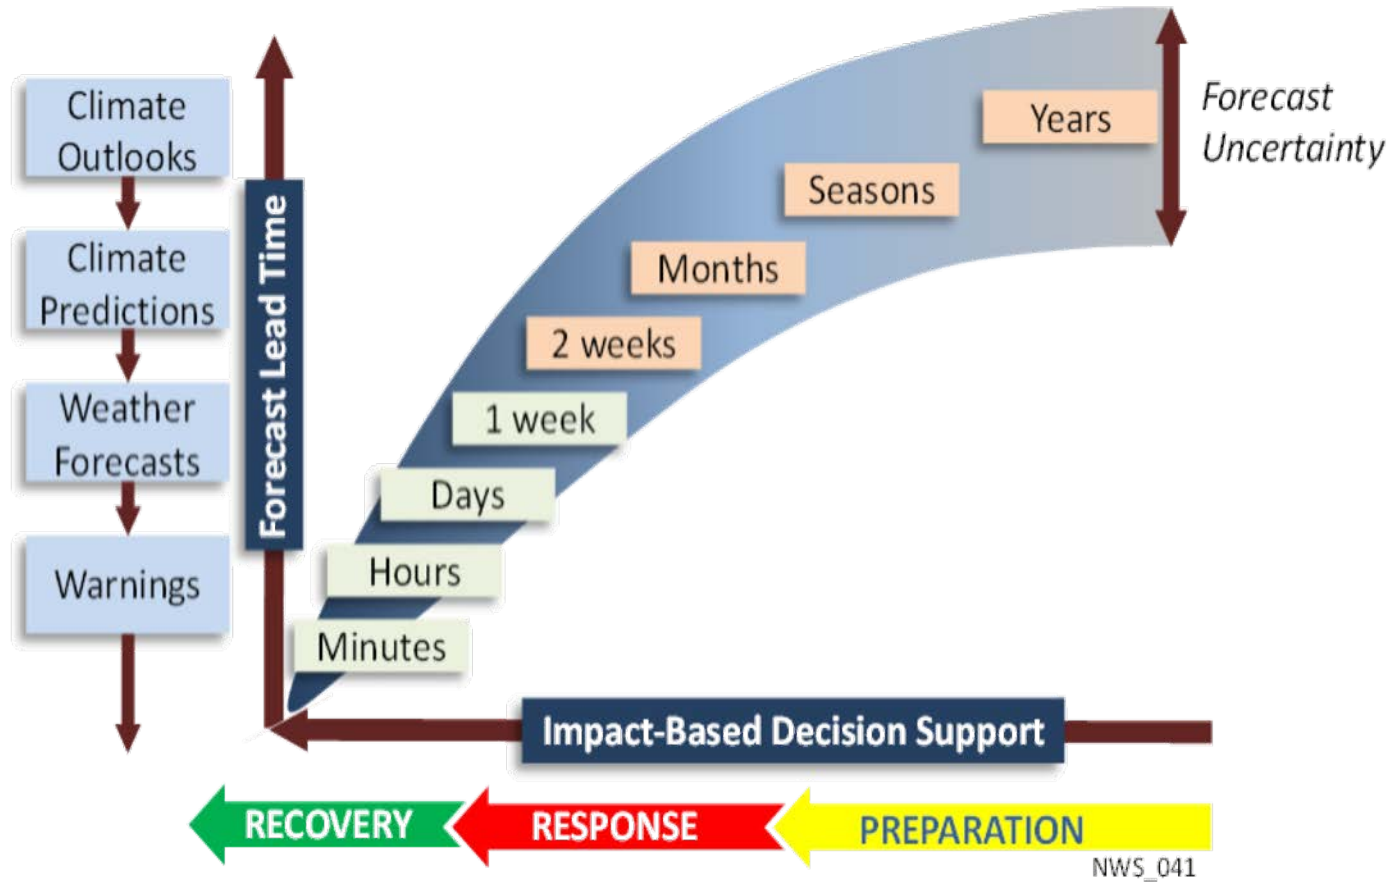 Climate
Outlooks
Climate
Predictions
Weather
Forecasts
Warnings
Forecast Lead Time
Forecast
Uncertainty
Years
Seasons
Months
2 weeks
1 week
Days
Hours
Minutes
Impact-Based Decision Support
RECOVERY
RESPONSE
PREPARATION
NWS_041